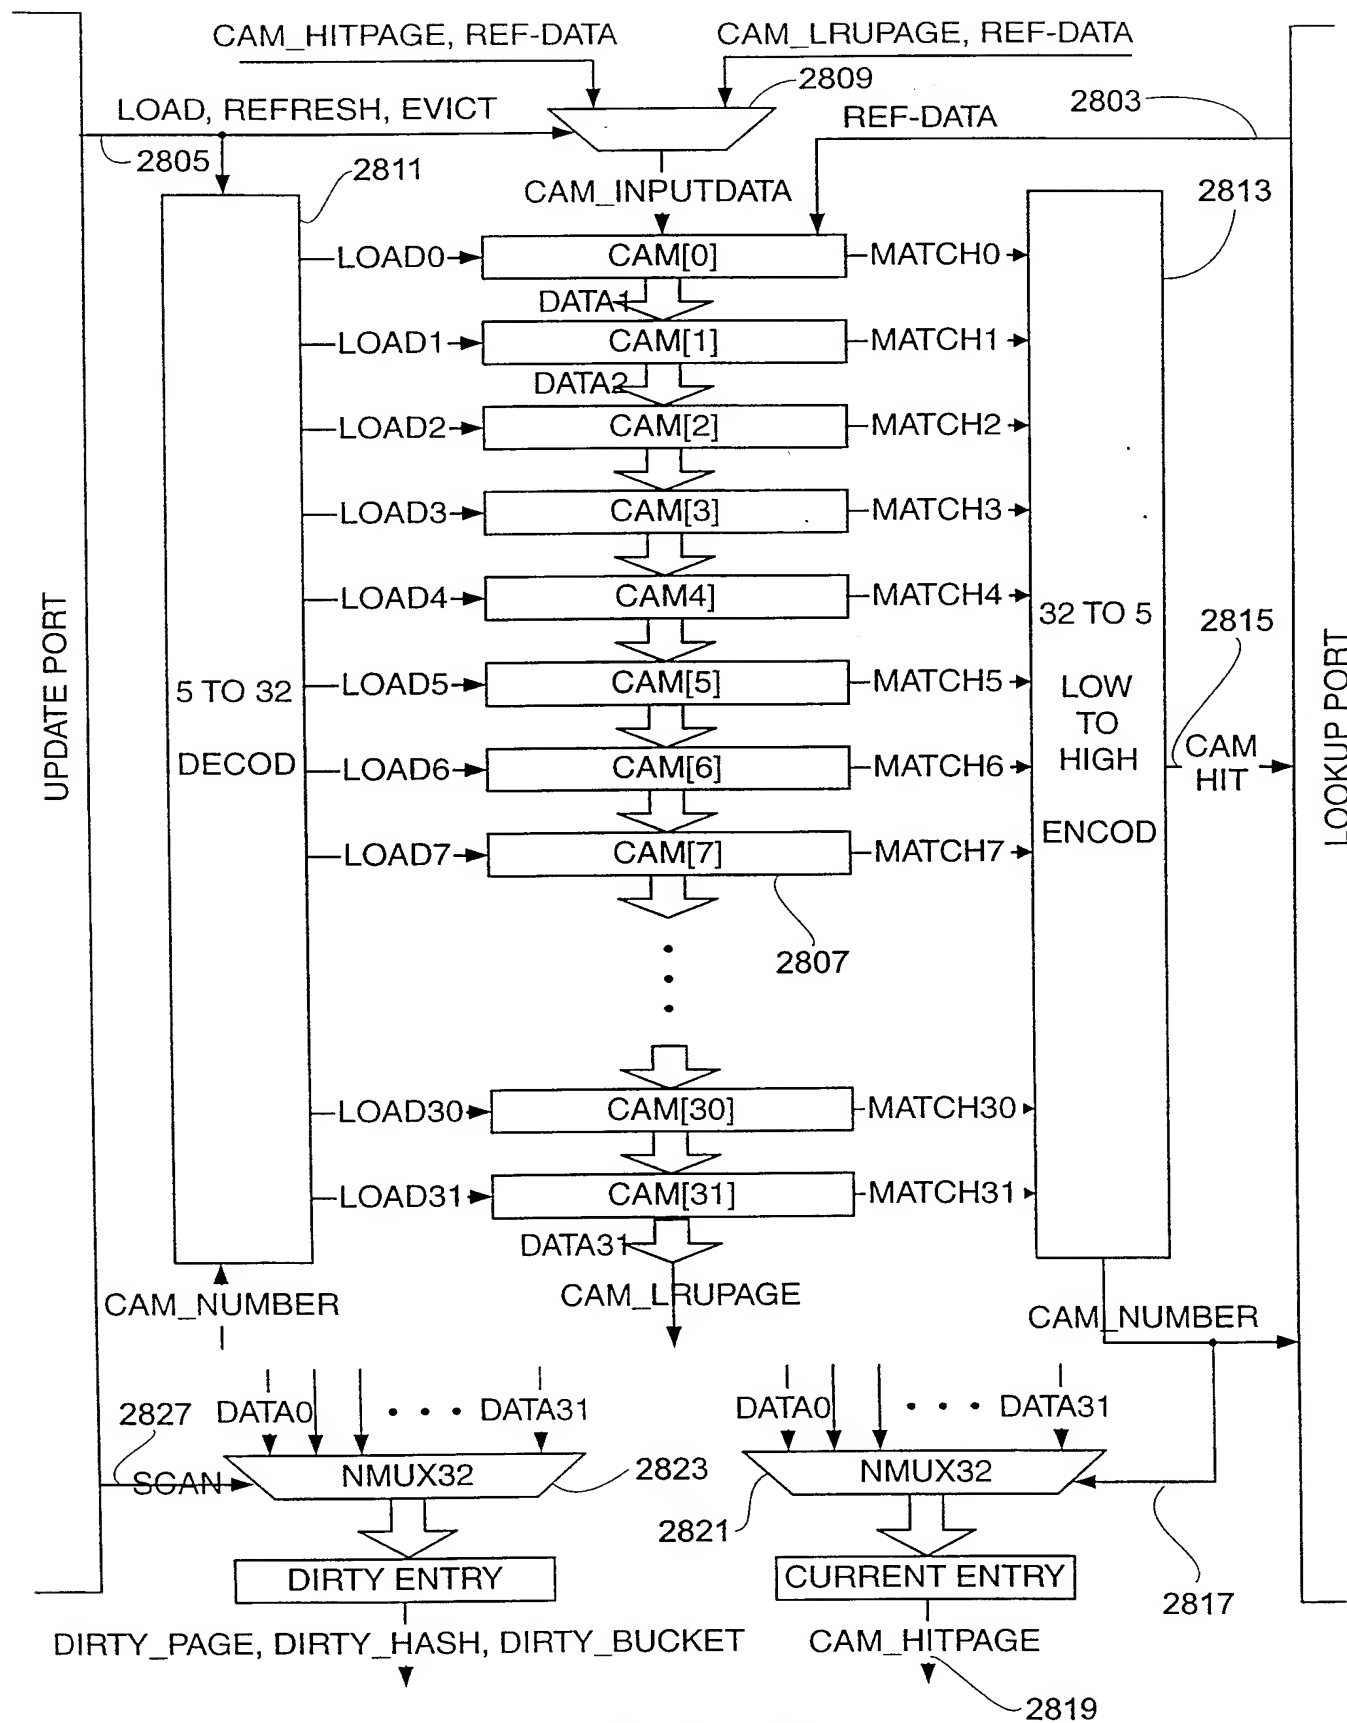 CAM_HITPAGE, REF-DATA
CAM_LRUPAGE, REF-DATA
2809
LOAD, REFRESH, EVICT
REF-DATA
2803
2805
2811
CAM_INPUTDATA
2813
LOAD0
CAM[0]
MATCH0
DATA1
LOAD1
CAM[1]
MATCH1
DATA2
LOAD2
CAM[2]
MATCH2
LOAD3
CAM[3]
MATCH3
LOAD4
CAM4]
MATCH4
32 TO 5
2815
UPDATE PORT
5 TO 32
LOAD5
CAM[5]
MATCH5
LOW
TO
HIGH
LOOKUP PORT
DECOD
LOAD6
CAM[6]
MATCH6
CAM
HIT
ENCOD
LOAD7
CAM[7]
MATCH7
2807
LOAD30
CAM[30]
MATCH30
LOAD31
CAM[31]
MATCH31
DATA31
CAM_NUMBER
CAM_LRUPAGE
CAM_NUMBER
2827
DATA0
• • •
DATA31
DATA0
• • •
DATA31
SCAN
NMUX32
2823
NMUX32
2821
DIRTY ENTRY
CURRENT ENTRY
2817
DIRTY_PAGE, DIRTY_HASH, DIRTY_BUCKET
CAM_HITPAGE
2819